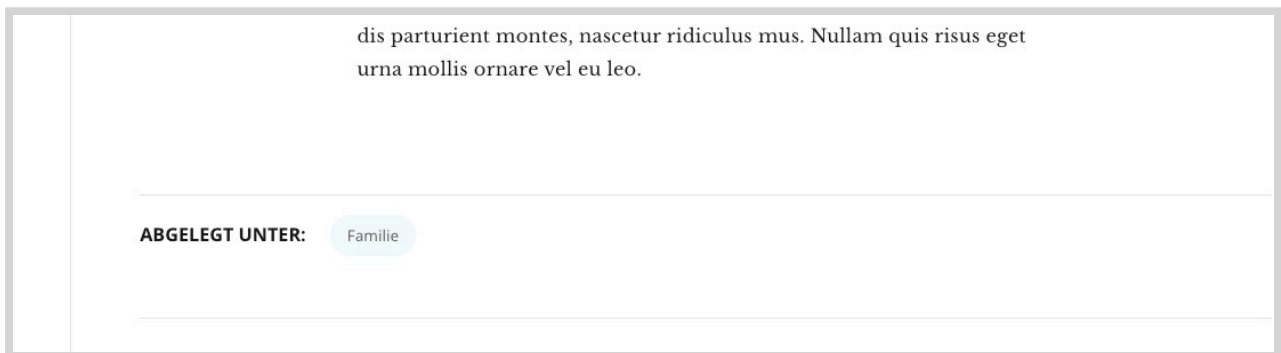 dis parturient montes, nascetur ridiculus mus. Nullam quis risus eget
urna mollis ornare vel eu leo.
ABGELEGT UNTER: Familie